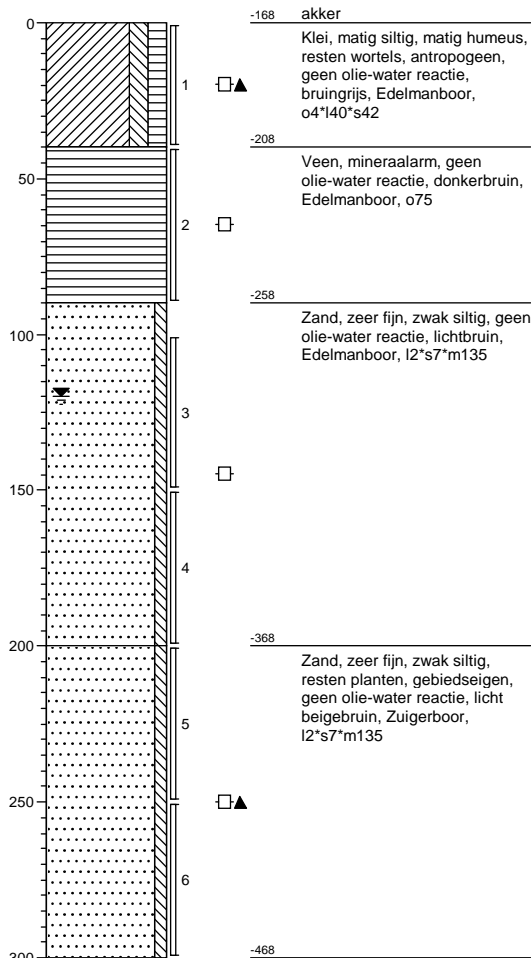 0
-168 akker
Klei, matig siltig, matig humeus,
resten wortels, antropogeen,
geen olie-water reactie,
bruingrijs, Edelmanboor,
o4*l40*s42
1
-208
50
Veen, mineraalarm, geen
olie-water reactie, donkerbruin,
Edelmanboor, o75
2
-258
100
Zand, zeer fijn, zwak siltig, geen
olie-water reactie, lichtbruin,
Edelmanboor, l2*s7*m135
3
150
4
-368
200
Zand, zeer fijn, zwak siltig,
resten planten, gebiedseigen,
geen olie-water reactie, licht
beigebruin, Zuigerboor,
l2*s7*m135
5
250
6
-468
300